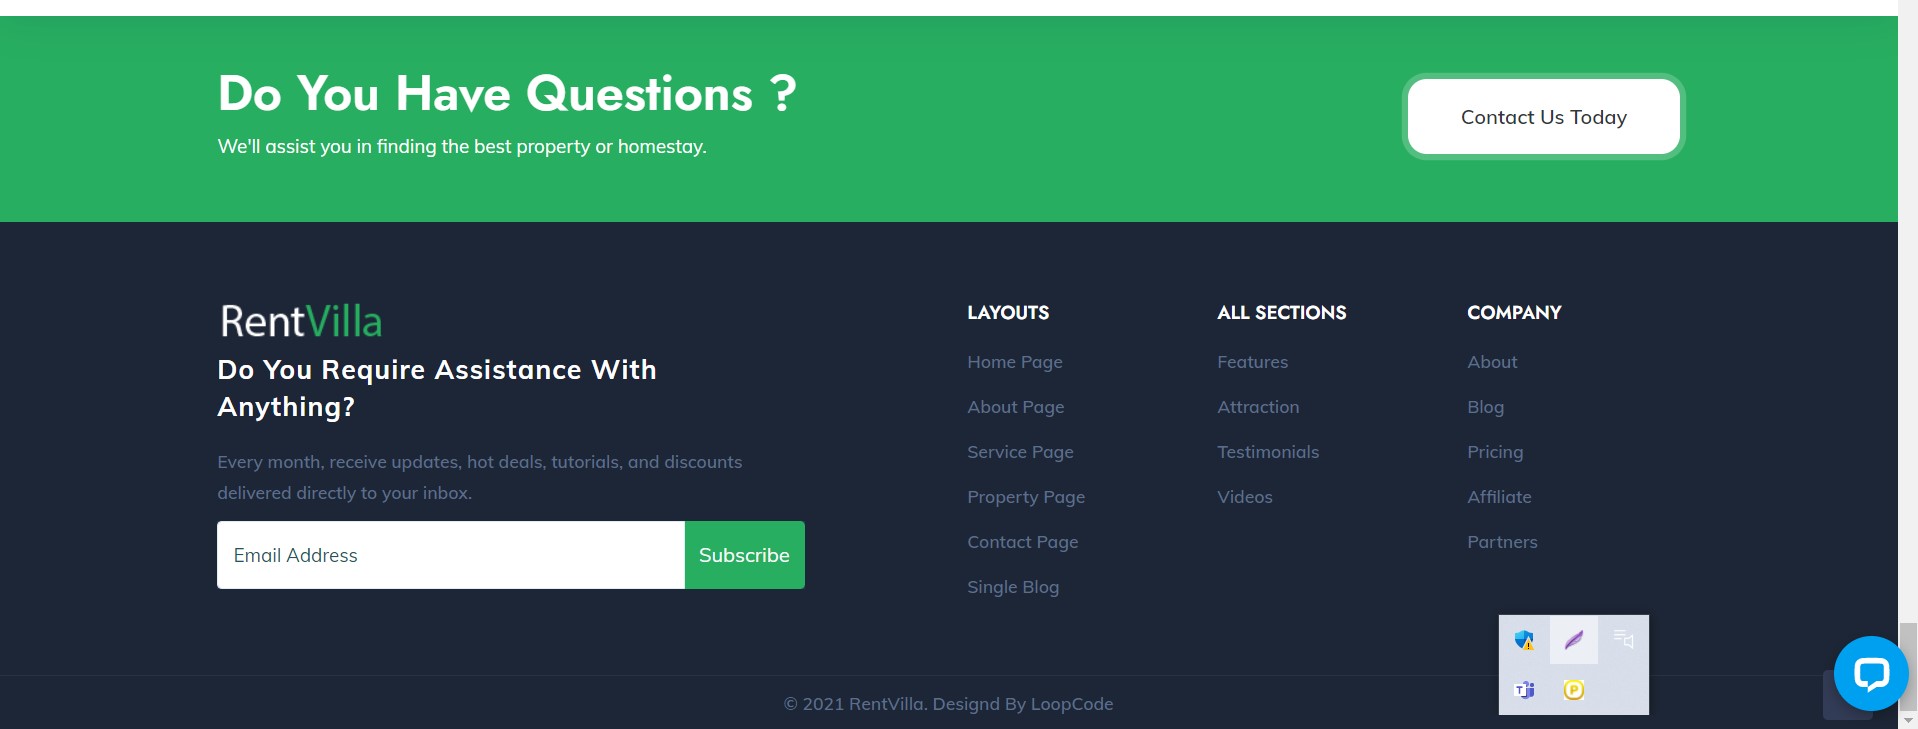 Do You Have Questions ?
We'll assist you in finding the best property or homestay.
Contact Us Today
RentVilla
Do You Require Assistance With
Anything?
Every month, receive updates, hot deals, tutorials, and discounts
delivered directly to your inbox.
Email Address
Subscribe
LAYOUTS
Home Page
About Page
Service Page
Property Page
Contact Page
Single Blog
ALL SECTIONS
Features
Attraction
Testimonials
Videos
COMPANY
About
Blog
Pricing
Affiliate
Partners
© 2021 RentVilla. Designd By LoopCode
T
P